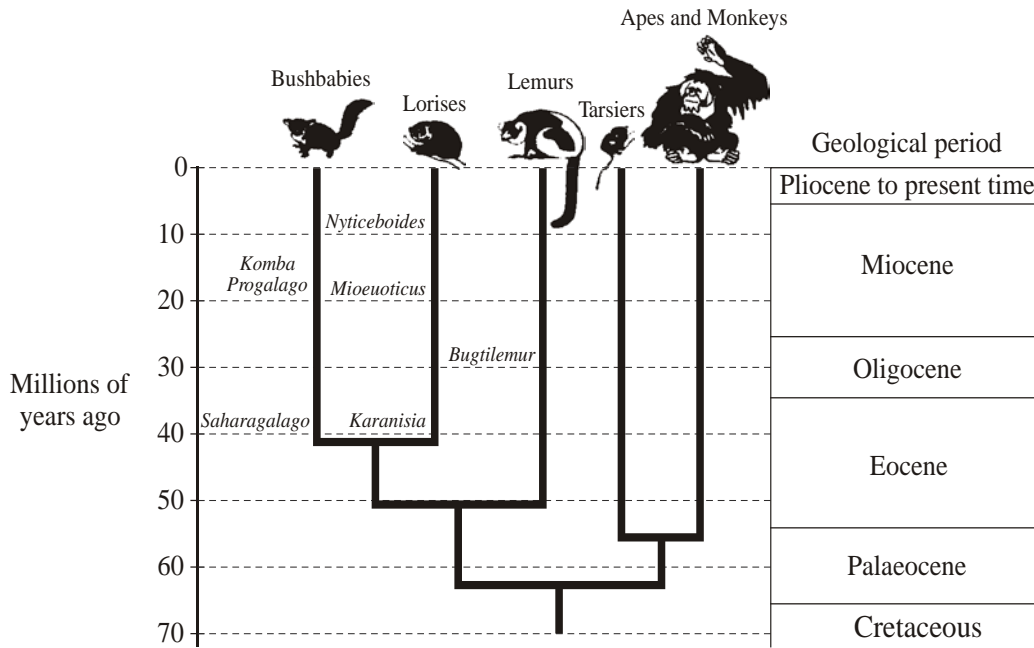 Apes and Monkeys
Bushbabies
Lorises
Lemurs
Tarsiers
Geological period
0
10
20
30
40
50
60
70
Millions of
years ago
Nyticeboides
Komba
Progalago
Mioeuoticus
Bugtilemur
Saharagalago
Karanisia
Pliocene to present time
Miocene
Oligocene
Eocene
Palaeocene
Cretaceous